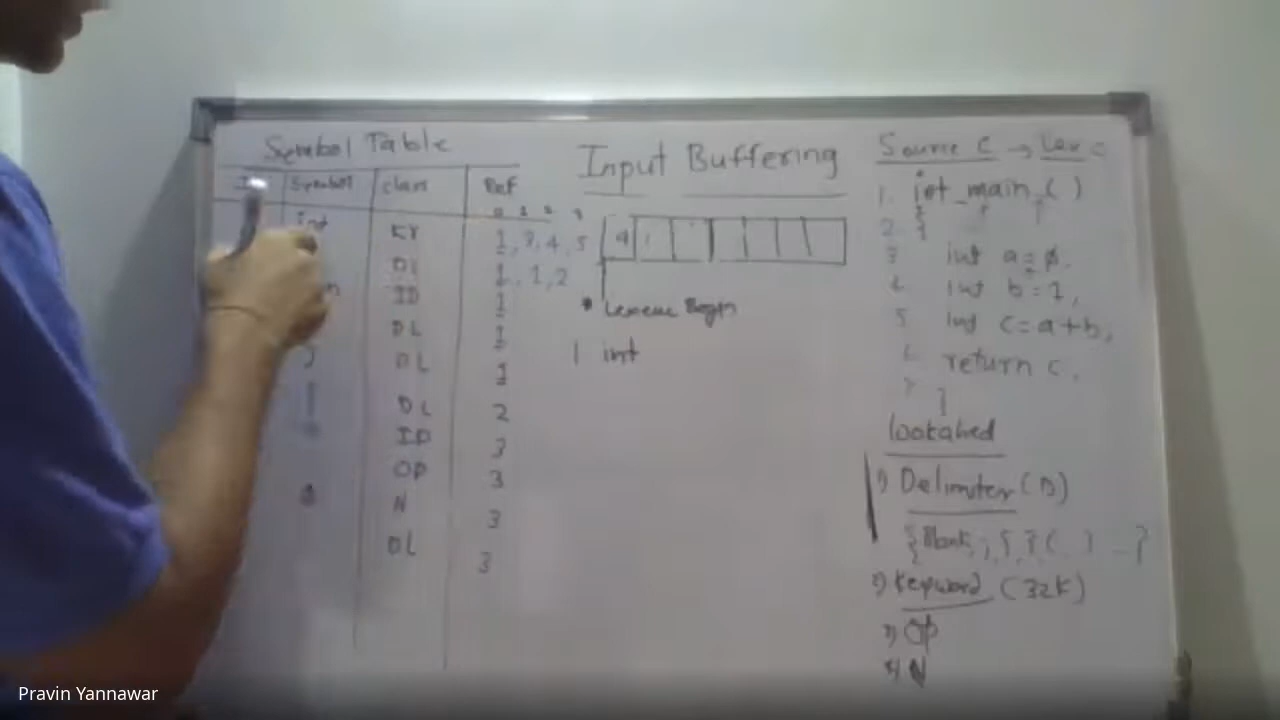 Symbol Table
Symbol class Ref
int KY 1, 3, 4, 5
DL 1, 1, 2
ID 1
DL 1
) DL 1
DL 2
ID 3
OP 3
N 3
DL 3
Input Buffering
a
Lexeme Begin
1 int
Source C → Lex c
1. int main ( )
2. {
3 int a = ø.
4 int b = 1,
5 int c = a + b,
return c.
}
lookahed
1) Delimiter (D)
{ Blank, ; , { , } (
2) Keyword (32K)
3) OP
4) N
Pravin Yannawar